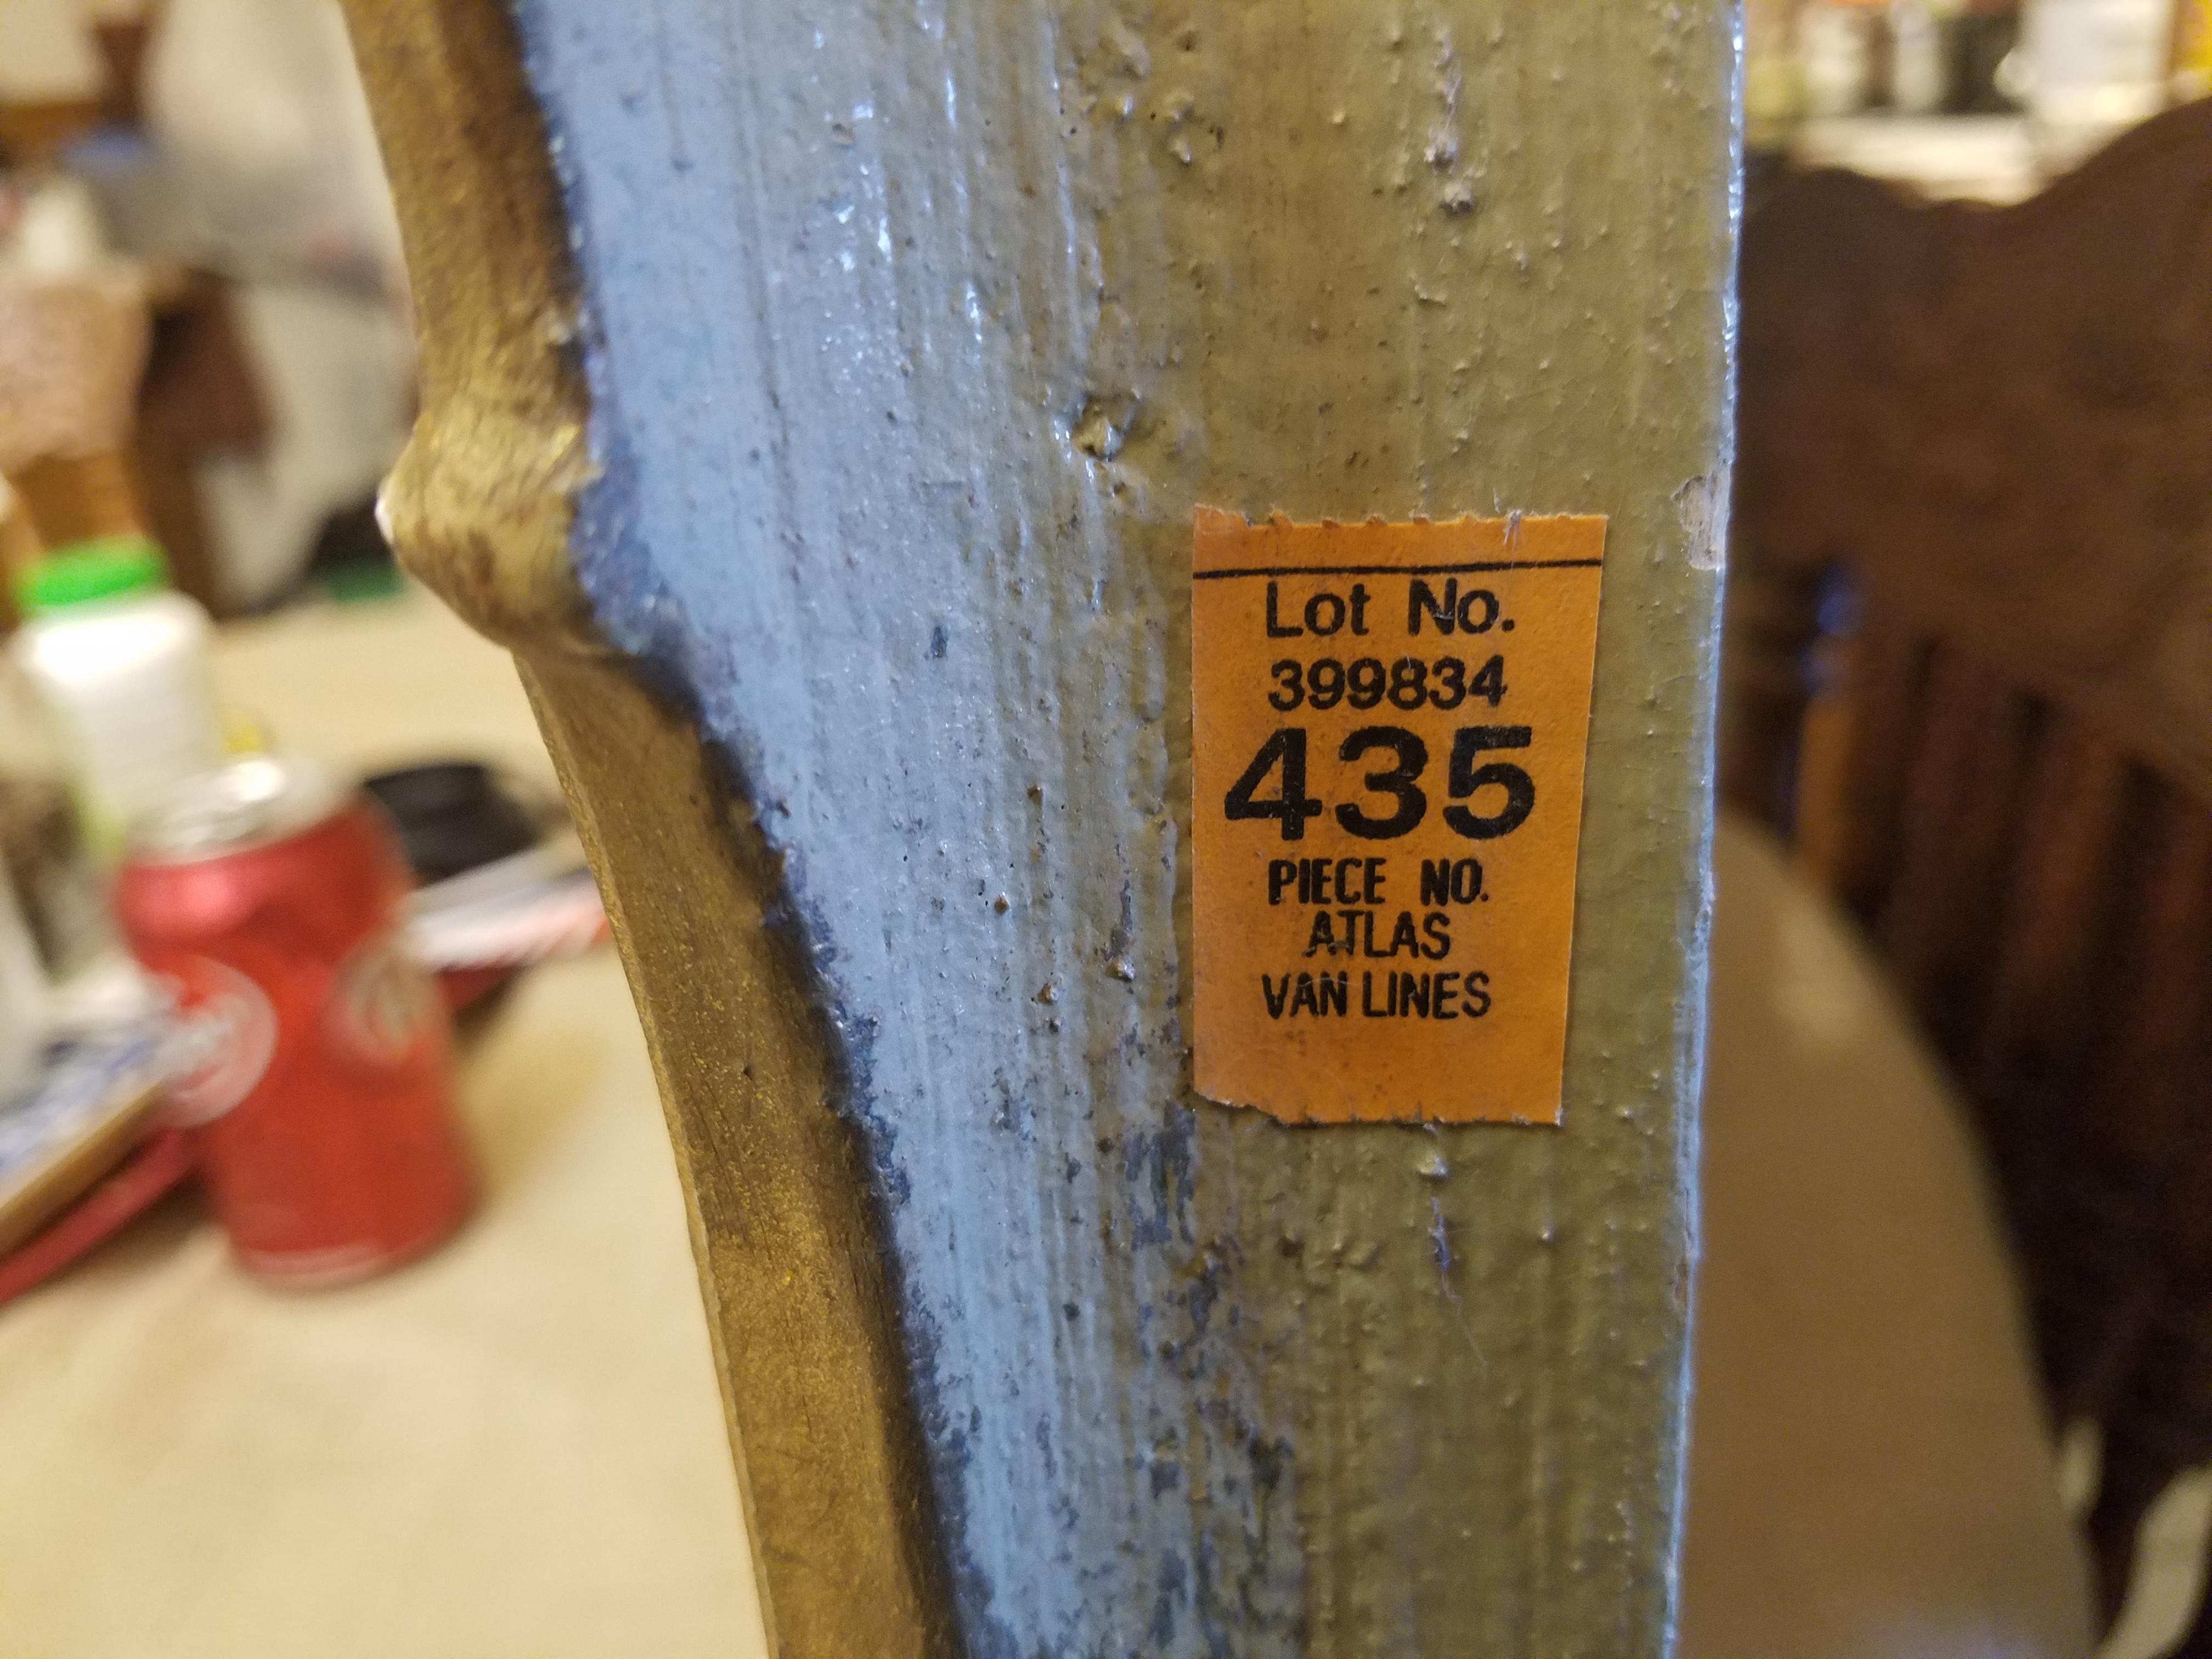 Lot No.
399834
435
PIECE NO.
ATLAS
VAN LINES